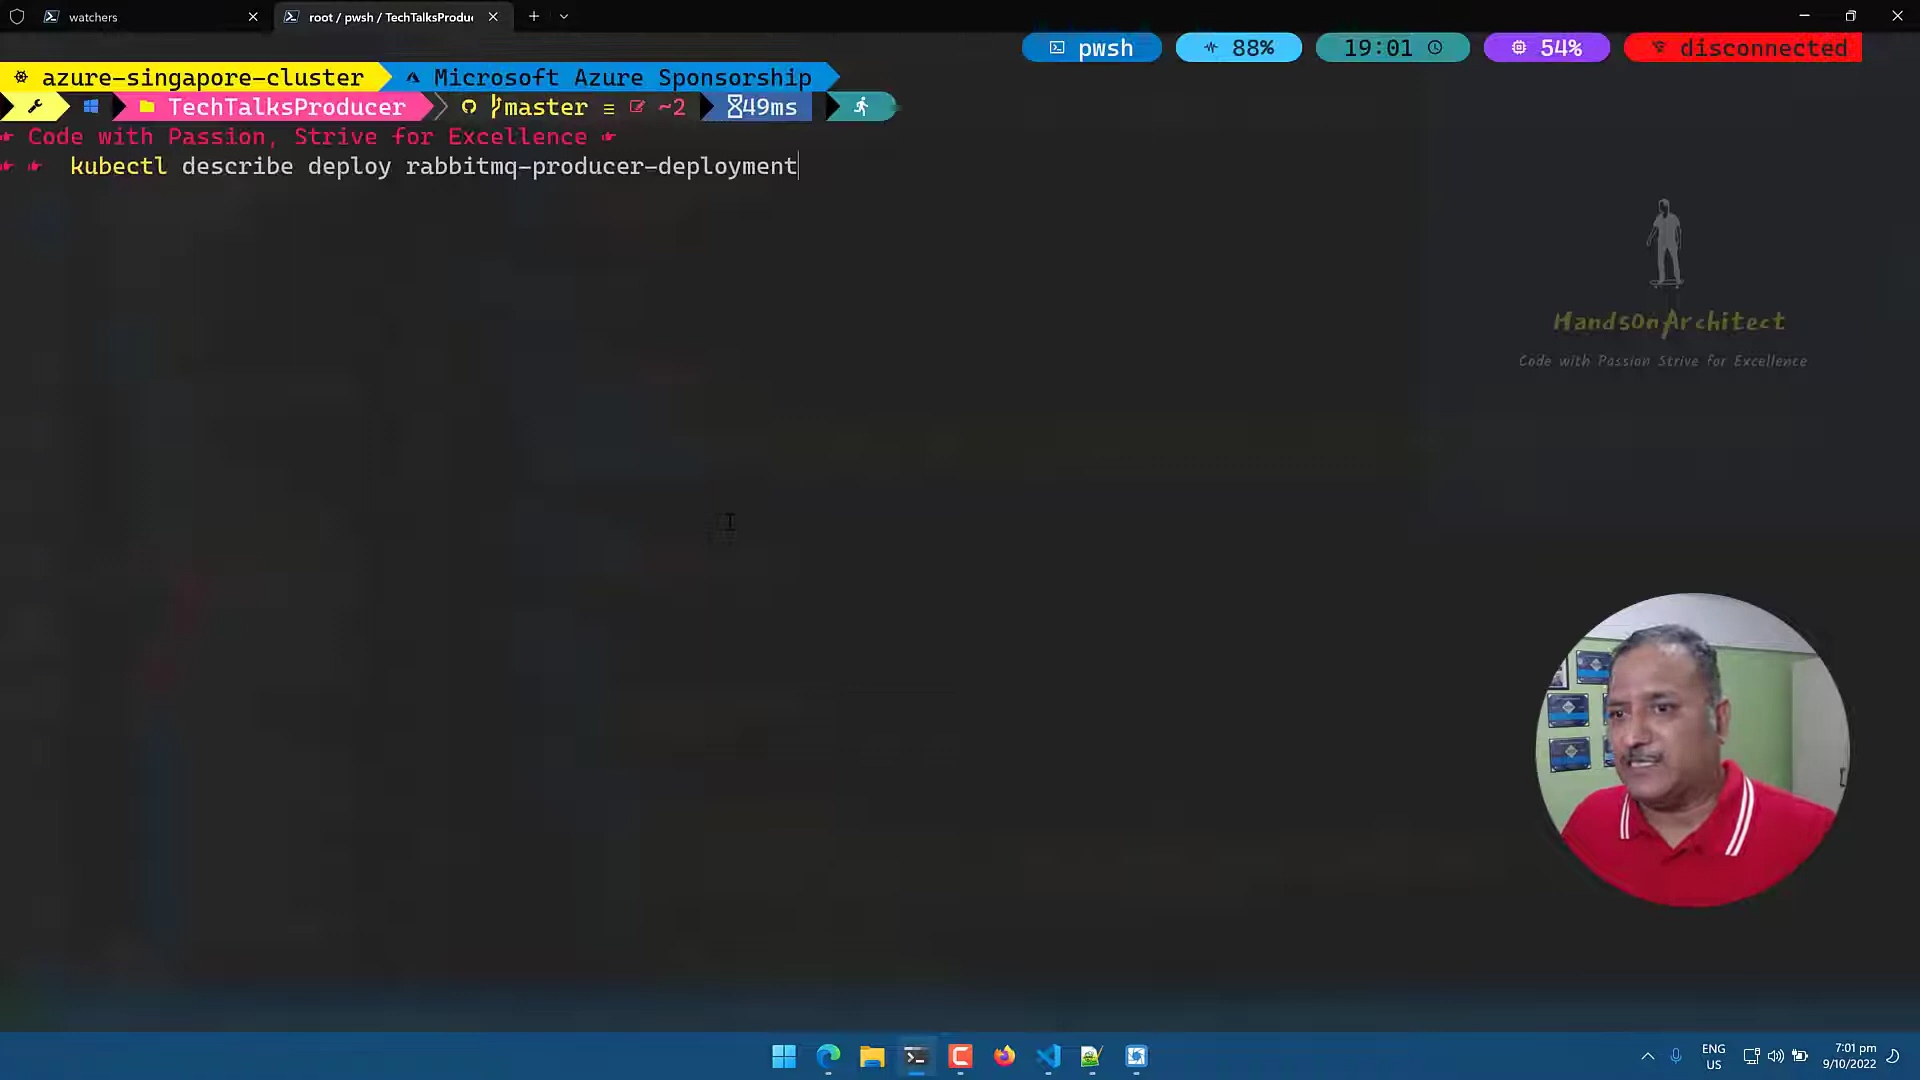 watchers
root / pwsh / TechTalksProduc
pwsh
88%
19:01
54%
disconnected
azure-singapore-cluster
Microsoft Azure Sponsorship
TechTalksProducer
master ≡ ~2
49ms
Code with Passion, Strive for Excellence
kubectl describe deploy rabbitmq-producer-deployment
HandsOnArchitect
Code with Passion Strive for Excellence
ENG
US
7:01 pm
9/10/2022